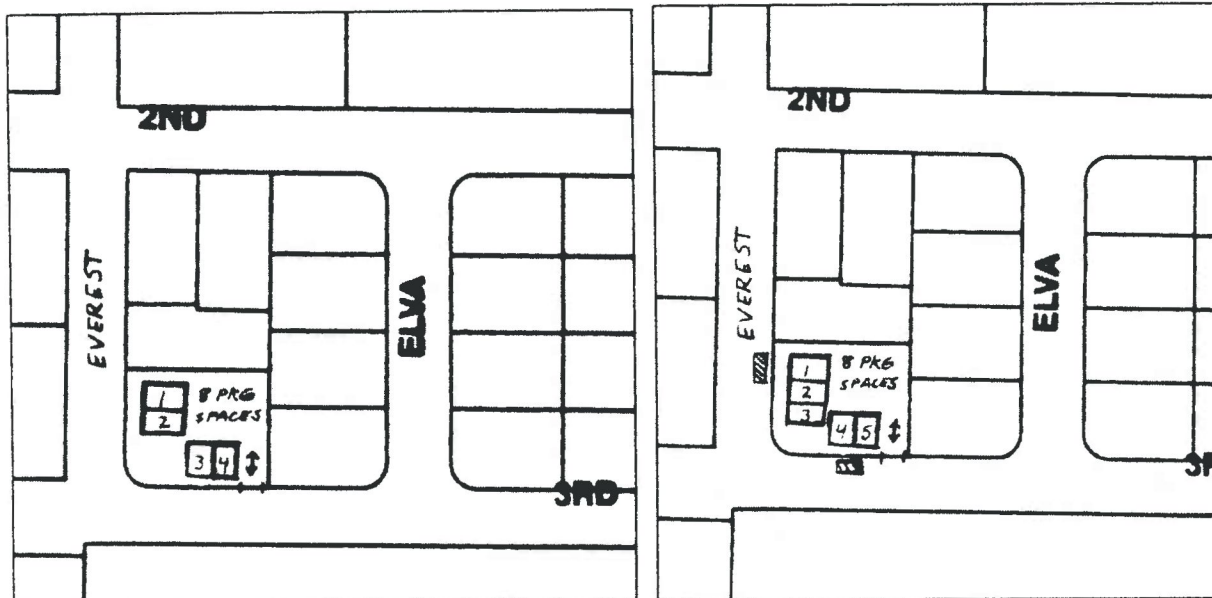 2ND
EVEREST
ELVA
1
2
8 PKG
SPACES
3 4
3RD
2ND
EVEREST
ELVA
1
2
3
8 PKG
SPACES
4 5